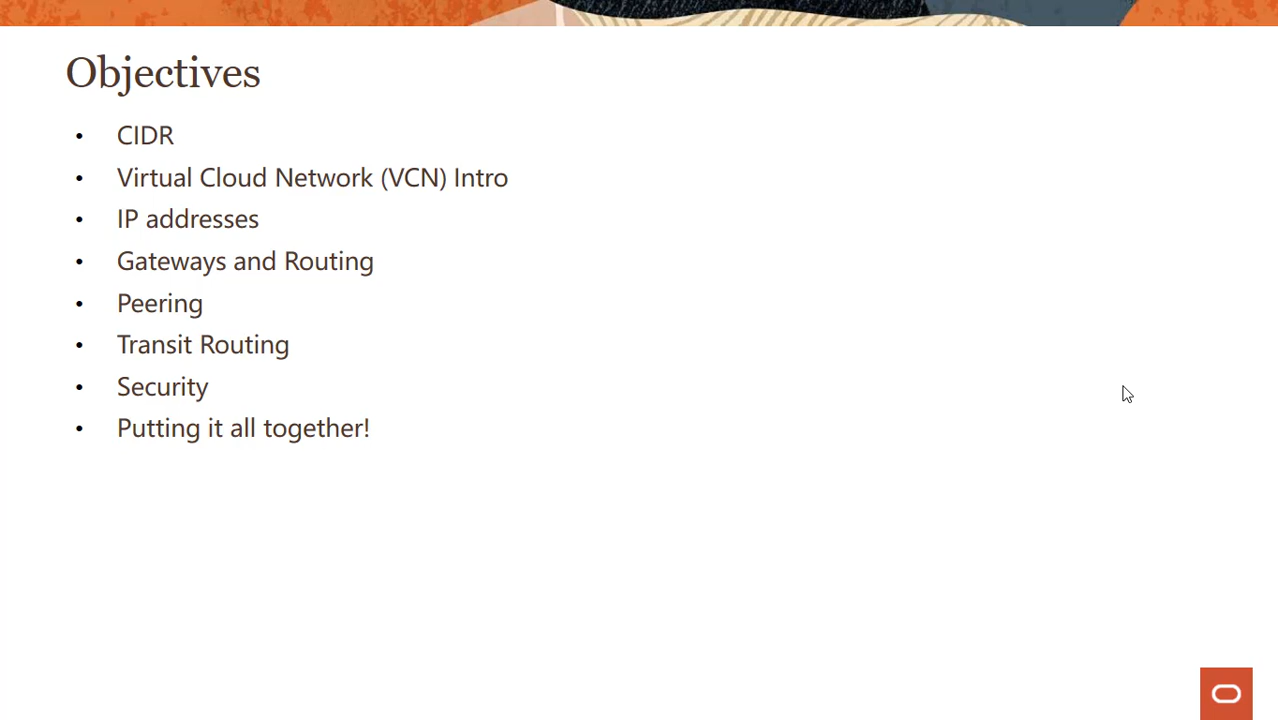 Objectives
• CIDR
• Virtual Cloud Network (VCN) Intro
• IP addresses
• Gateways and Routing
• Peering
• Transit Routing
• Security
• Putting it all together!